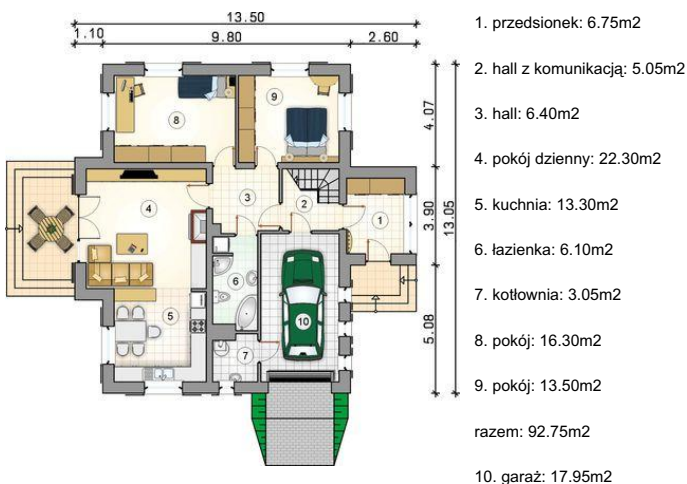 13.50
1.10 9.80 2.60
1. przedsionek: 6.75m2
2. hall z komunikacją: 5.05m2
3. hall: 6.40m2
4. pokój dzienny: 22.30m2
5. kuchnia: 13.30m2
6. łazienka: 6.10m2
7. kotłownia: 3.05m2
8. pokój: 16.30m2
9. pokój: 13.50m2
razem: 92.75m2
10. garaż: 17.95m2
4.07
3.90
13.05
5.08
8
9
4
3
2
1
6
5
10
7